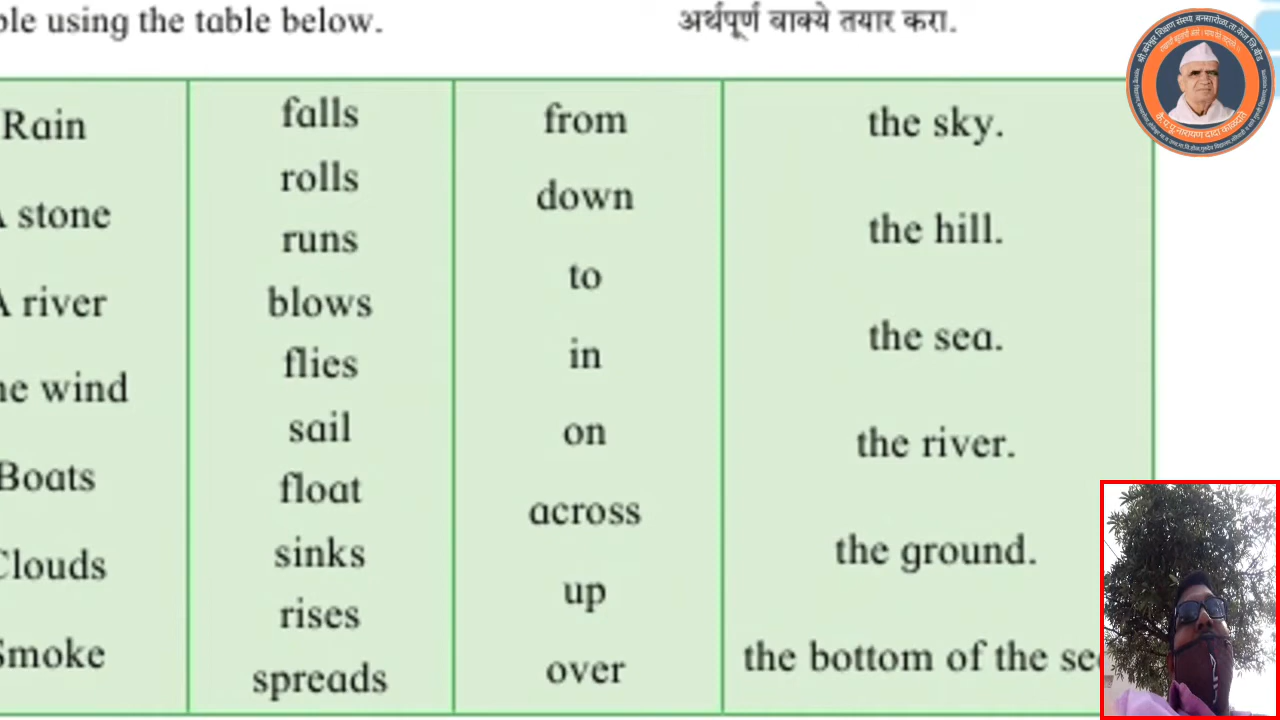 ble using the table below.
अर्थपूर्ण वाक्ये तयार करा.
Rain
A stone
A river
he wind
Boats
Clouds
Smoke
falls
rolls
runs
blows
flies
sail
float
sinks
rises
spreads
from
down
to
in
on
across
up
over
the sky.
the hill.
the sea.
the river.
the ground.
the bottom of the se